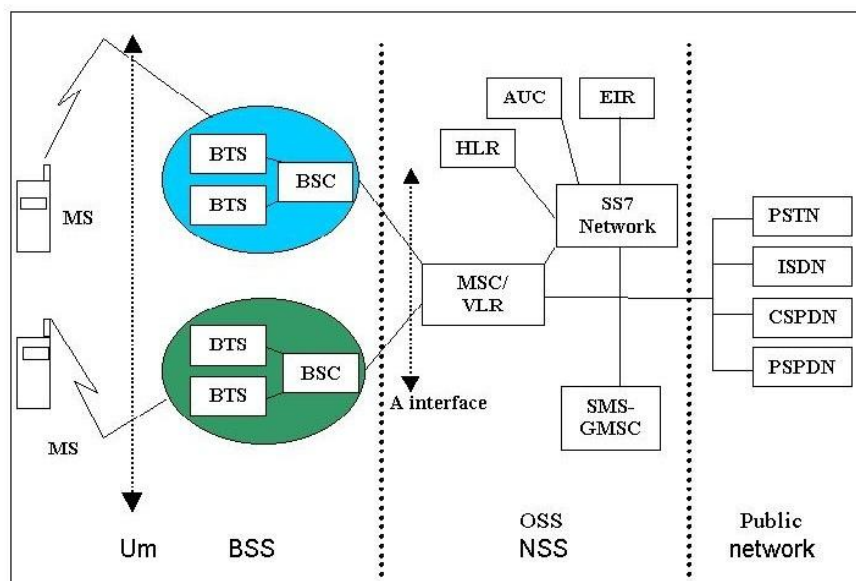 AUC
EIR
HLR
BTS
BSC
BTS
MS
SS7
Network
PSTN
ISDN
CSPDN
PSPDN
MSC/
VLR
BTS
BSC
BTS
A interface
SMS-
GMSC
MS
Um
BSS
OSS
NSS
Public
network